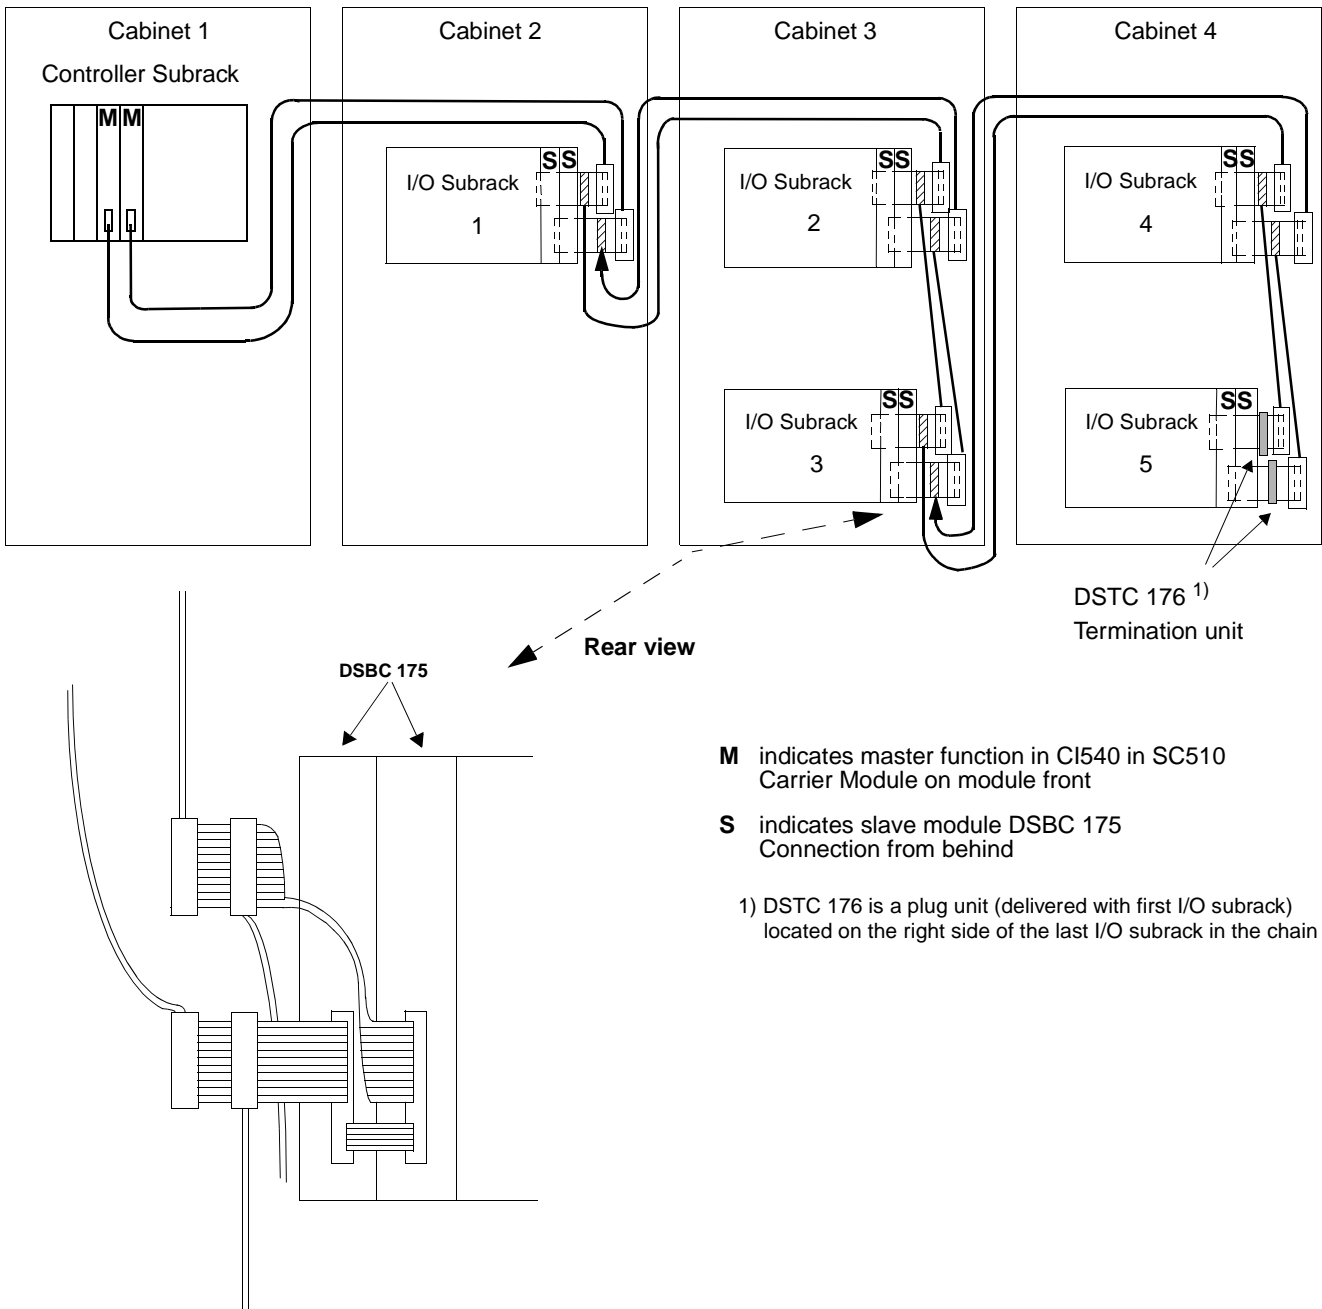 Cabinet 1
Cabinet 2
Cabinet 3
Cabinet 4
Controller Subrack
M M
S S
I/O Subrack
1
S S
I/O Subrack
2
S S
I/O Subrack
4
S S
I/O Subrack
3
S S
I/O Subrack
5
DSTC 176 1)
Termination unit
Rear view
DSBC 175
M indicates master function in CI540 in SC510
Carrier Module on module front
S indicates slave module DSBC 175
Connection from behind
1) DSTC 176 is a plug unit (delivered with first I/O subrack)
located on the right side of the last I/O subrack in the chain